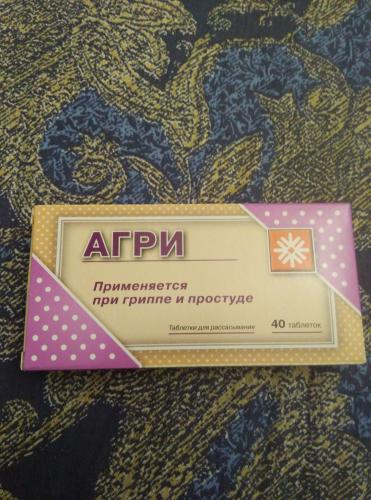 АГРИ
Применяется
при гриппе и простуде
Таблетки для рассасывания
40 таблеток